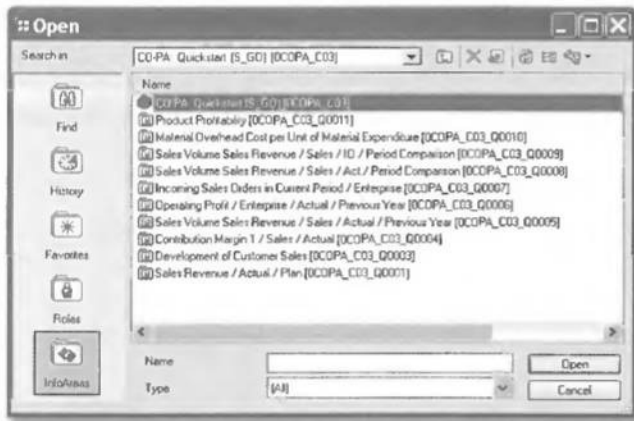 Open
Search in
CO-PA Quickstart (S_GO) [0COPA_C03]
Name
CO-PA Quickstart (S_GO) [0COPA_C03]
Product Profitability [0COPA_C03_Q0011]
Material Overhead Cost per Unit of Material Expenditure [0COPA_C03_Q0010]
Sales Volume Sales Revenue / Sales / IO / Period Comparison [0COPA_C03_Q0009]
Sales Volume Sales Revenue / Sales / Act / Period Comparison [0COPA_C03_Q0008]
Incoming Sales Orders in Current Period / Enterprise [0COPA_C03_Q0007]
Operating Profit / Enterprise / Actual / Previous Year [0COPA_C03_Q0006]
Sales Volume Sales Revenue / Sales / Actual / Previous Year [0COPA_C03_Q0005]
Contribution Margin 1 / Sales / Actual [0COPA_C03_Q0004]
Development of Customer Sales [0COPA_C03_Q0003]
Sales Revenue / Actual / Plan [0COPA_C03_Q0001]
Find
History
Favorites
Roles
InfoAreas
Name
Open
Type
[All]
Cancel